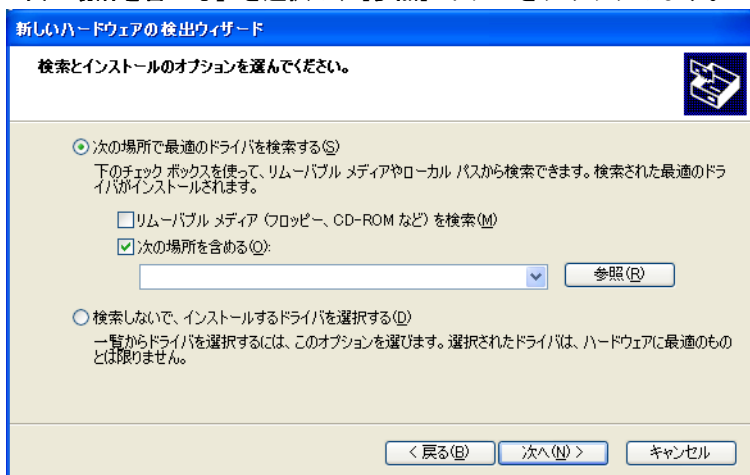 新しいハードウェアの検出ウィザード
検索とインストールのオプションを選んでください。
次の場所で最適のドライバを検索する(S)
下のチェック ボックスを使って、リムーバブル メディアやローカル パスから検索できます。検索された最適のドラ
イバがインストールされます。
リムーバブル メディア (フロッピー、CD-ROM など) を検索(M)
次の場所を含める(O):
参照(R)
検索しないで、インストールするドライバを選択する(D)
一覧からドライバを選択するには、このオプションを選びます。選択されたドライバは、ハードウェアに最適のもの
とは限りません。
< 戻る(B) 次へ(N) > キャンセル